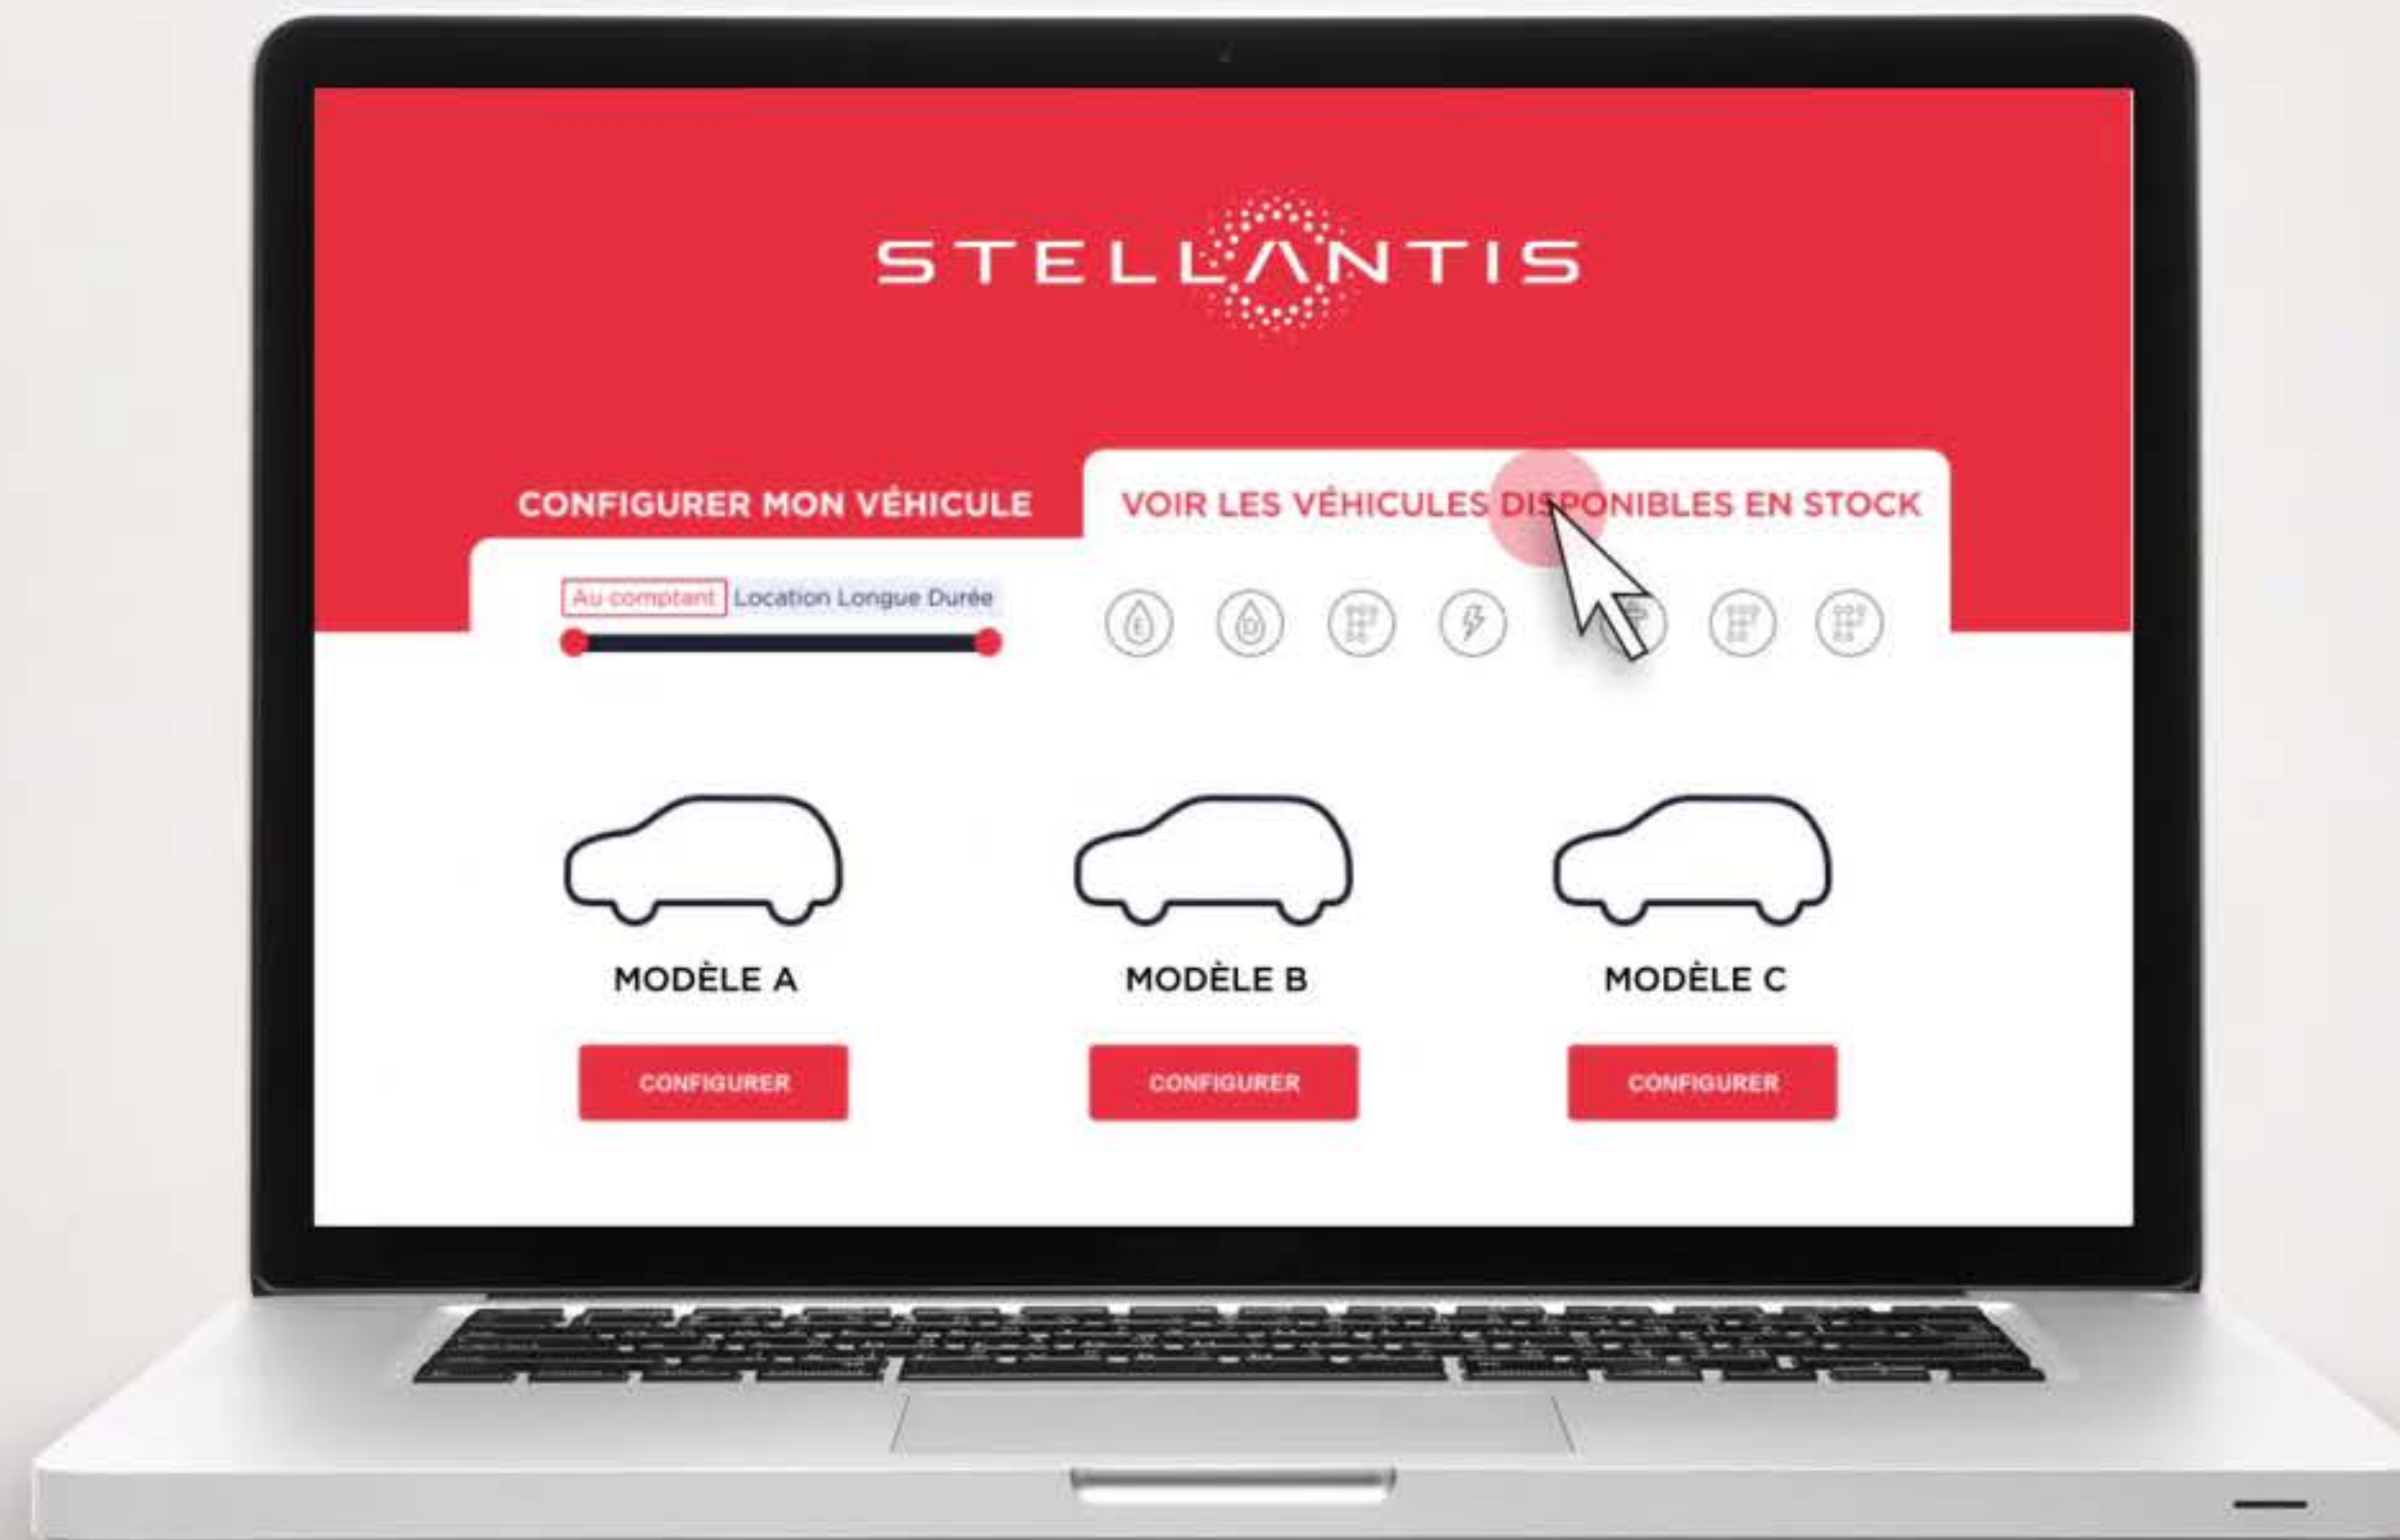 STELLANTIS
CONFIGURER MON VÉHICULE
VOIR LES VÉHICULES DISPONIBLES EN STOCK
Au comptant Location Longue Durée
E D
MODÈLE A MODÈLE B MODÈLE C
CONFIGURER CONFIGURER CONFIGURER